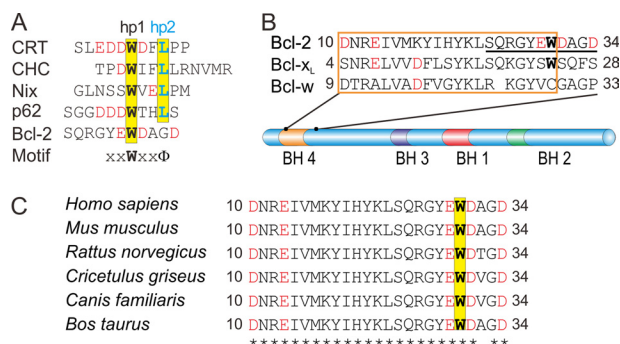 A
hp1 hp2
CRT SLEDDWDFLPP
CHC TPDWIFLLRNVMR
Nix GLNSSWVELPM
p62 SGGDDDWTHLS
Bcl-2 SQRGYEWDAGD
Motif xxWxxΦ
B
Bcl-2 10 DNREIVMKYIHYKLSQRGYEWDAGD 34
Bcl-xL 4 SNRELVVDFLSYKLSQKGYSWSQFS 28
Bcl-w 9 DTRALVADFVGYKLR QKGYVCGAGP 33
BH 4 BH 3 BH 1 BH 2
C
Homo sapiens 10 DNREIVMKYIHYKLSQRGYEWDAGD 34
Mus musculus 10 DNREIVMKYIHYKLSQRGYEWDAGD 34
Rattus norvegicus 10 DNREIVMKYIHYKLSQRGYEWDTGD 34
Cricetulus griseus 10 DNREIVMKYIHYKLSQRGYEWDVGD 34
Canis familiaris 10 DNREIVMKYIHYKLSQRGYEWDVGD 34
Bos taurus 10 DNREIVMKYIHYKLSQRGYEWDVGD 34
********************** **